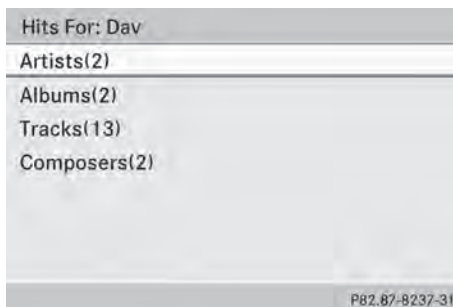 Hits For: Dav
Artists(2)
Albums(2)
Tracks(13)
Composers(2)
P82.87-8237-31